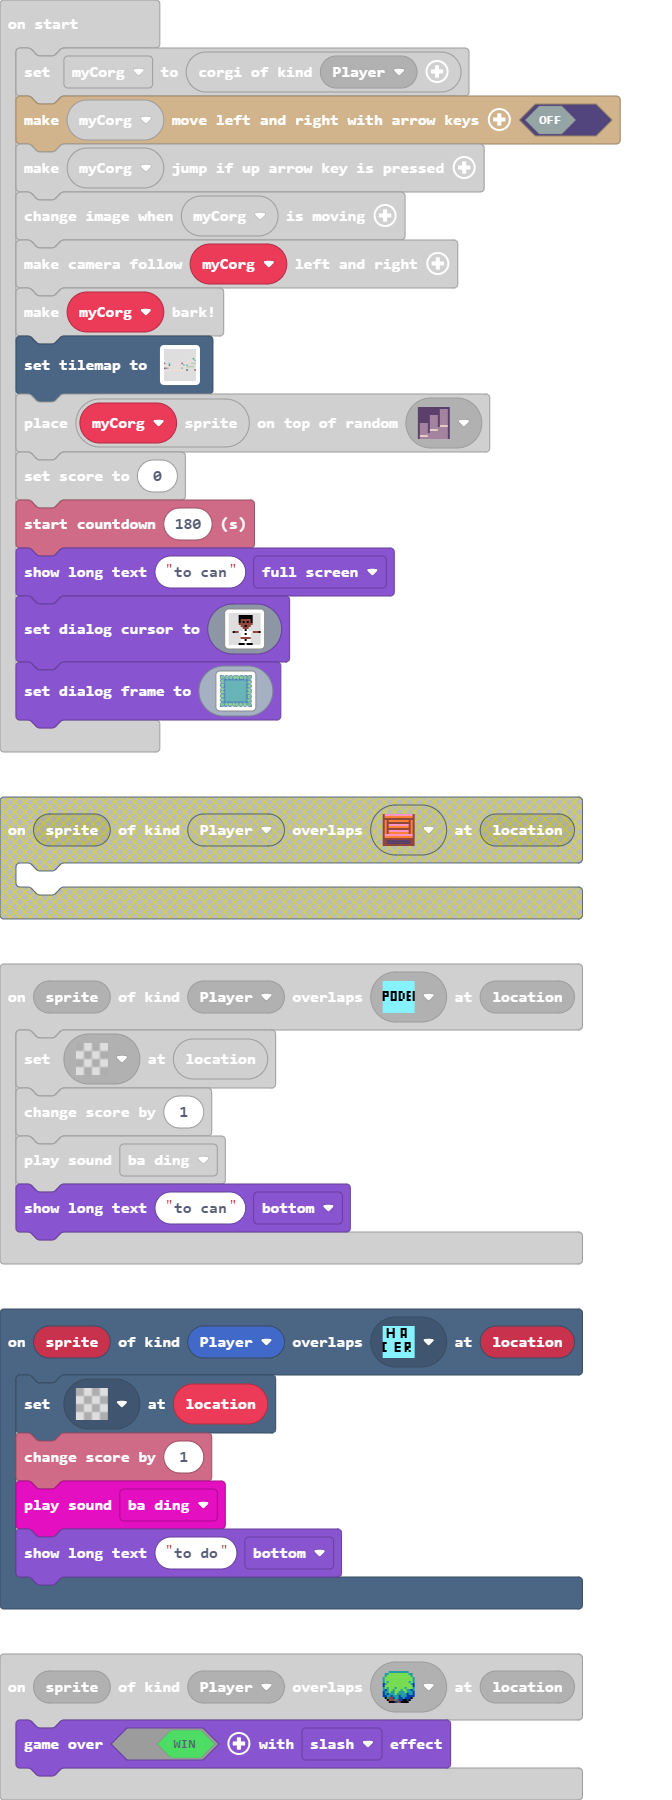 on start
set myCorg to corgi of kind Player
make myCorg move left and right with arrow keys OFF
make myCorg jump if up arrow key is pressed
change image when myCorg is moving
make camera follow myCorg left and right
make myCorg bark!
set tilemap to
place myCorg sprite on top of random
set score to 0
start countdown 180 (s)
show long text "to can" full screen
set dialog cursor to
set dialog frame to
on sprite of kind Player overlaps at location
on sprite of kind Player overlaps PODE at location
set at location
change score by 1
play sound ba ding
show long text "to can" bottom
on sprite of kind Player overlaps HA at location
CER
set at location
change score by 1
play sound ba ding
show long text "to do" bottom
on sprite of kind Player overlaps at location
game over WIN with slash effect